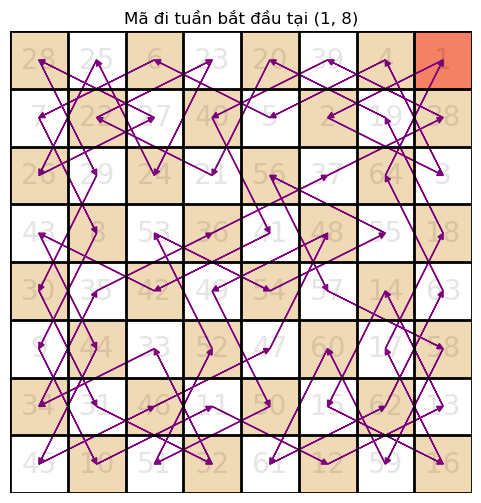 Mã đi tuần bắt đầu tại (1, 8)
28 25 6 23 20 39 4 1
7 22 27 40 5 2 19 38
26 29 24 21 56 37 64 3
43 8 53 36 41 48 55 18
30 35 42 49 54 57 14 63
9 44 33 52 47 60 17 58
34 31 46 11 50 15 62 13
45 10 51 32 61 12 59 16